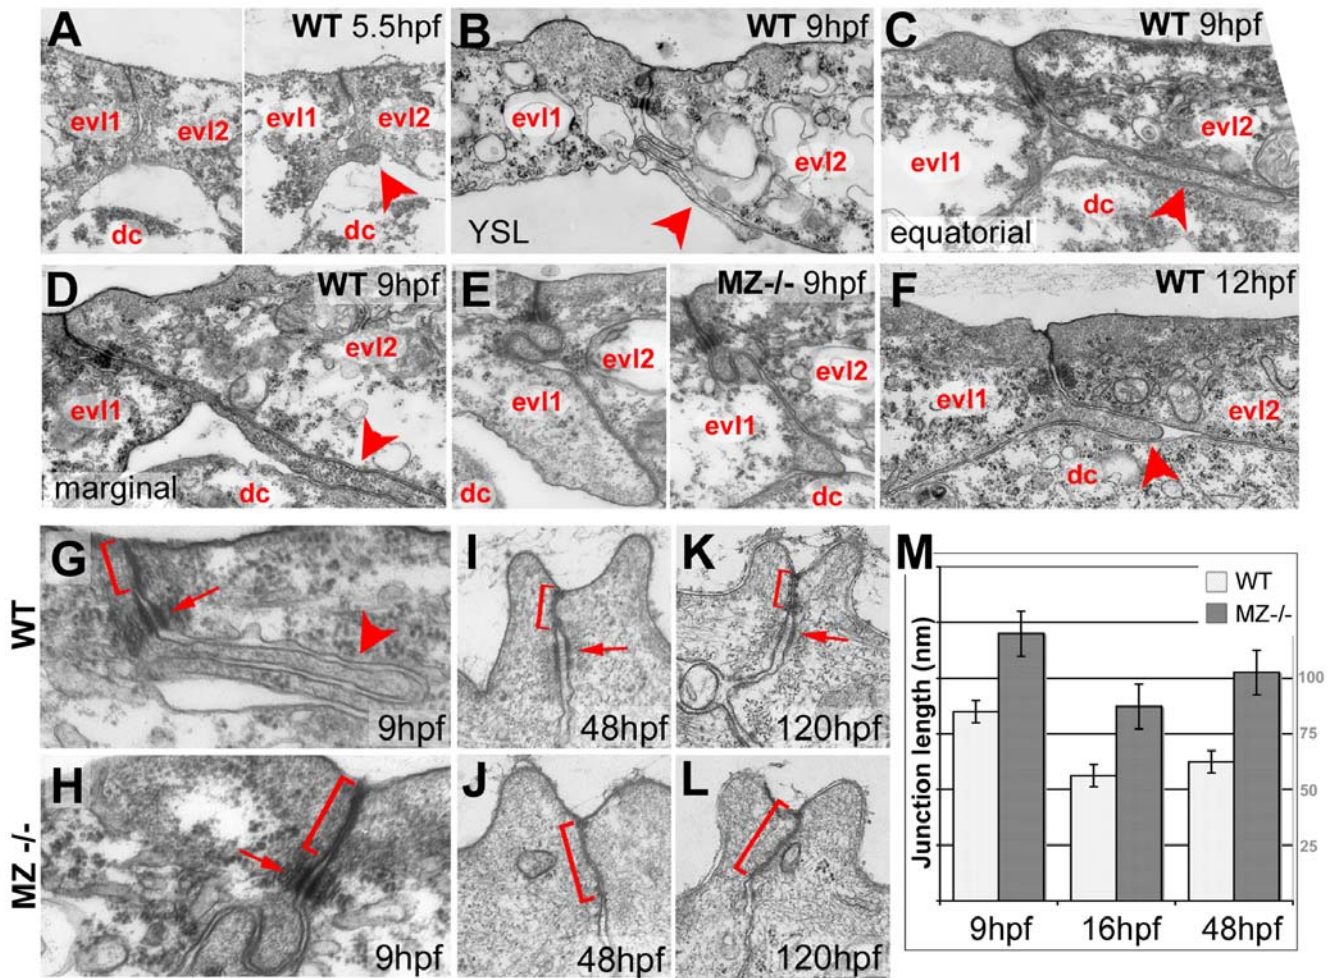 A WT 5.5hpf
evl1 evl2 evl1 evl2
dc dc
B WT 9hpf
evl1 evl2
YSL
C WT 9hpf
evl1 evl2
dc
equatorial
D WT 9hpf
evl2
evl1
dc
marginal
E MZ-/- 9hpf
evl2 evl2
evl1 evl1
dc dc
F WT 12hpf
evl1 evl2
dc
WT
G
9hpf
I
48hpf
K
120hpf
MZ -/-
H
9hpf
J
48hpf
L
120hpf
M
WT
MZ-/-
Junction length (nm)
100
75
50
25
9hpf 16hpf 48hpf